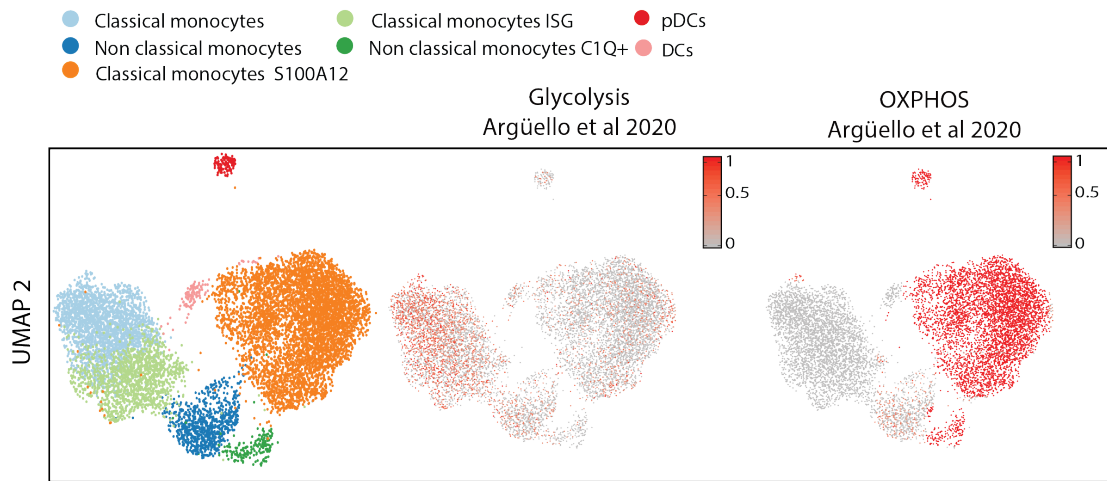 Classical monocytes
Classical monocytes ISG
pDCs
Non classical monocytes
Non classical monocytes C1Q+
DCs
Classical monocytes S100A12
Glycolysis
Argüello et al 2020
OXPHOS
Argüello et al 2020
1
0.5
0
1
0.5
0
UMAP 2